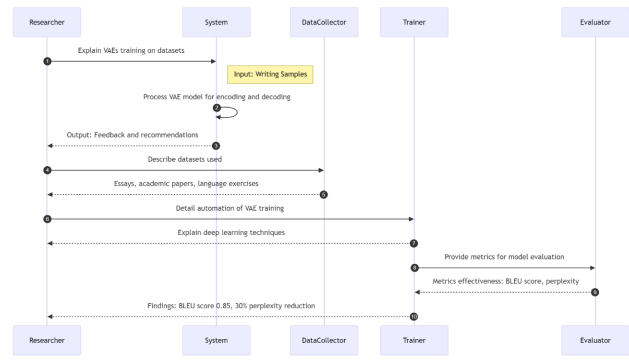 Researcher
System
DataCollector
Trainer
Evaluator
Explain VAEs training on datasets
1
Input: Writing Samples
Process VAE model for encoding and decoding
2
Output: Feedback and recommendations
3
Describe datasets used
4
Essays, academic papers, language exercises
5
Detail automation of VAE training
6
Explain deep learning techniques
7
Provide metrics for model evaluation
8
Metrics effectiveness: BLEU score, perplexity
9
Findings: BLEU score 0.85, 30% perplexity reduction
10
Researcher
System
DataCollector
Trainer
Evaluator